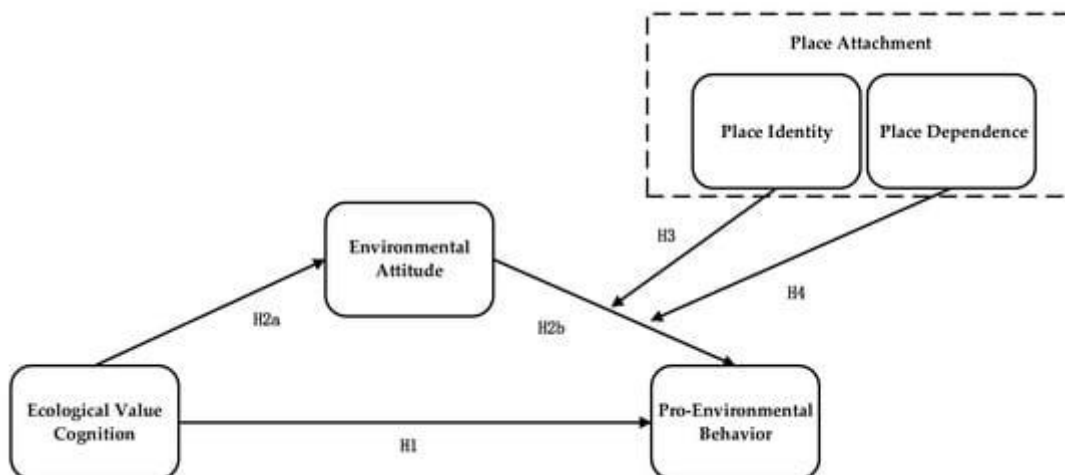 Place Attachment
Place Identity
Place Dependence
Environmental
Attitude
H3
H4
H2a
H2b
Ecological Value
Cognition
Pro-Environmental
Behavior
H1